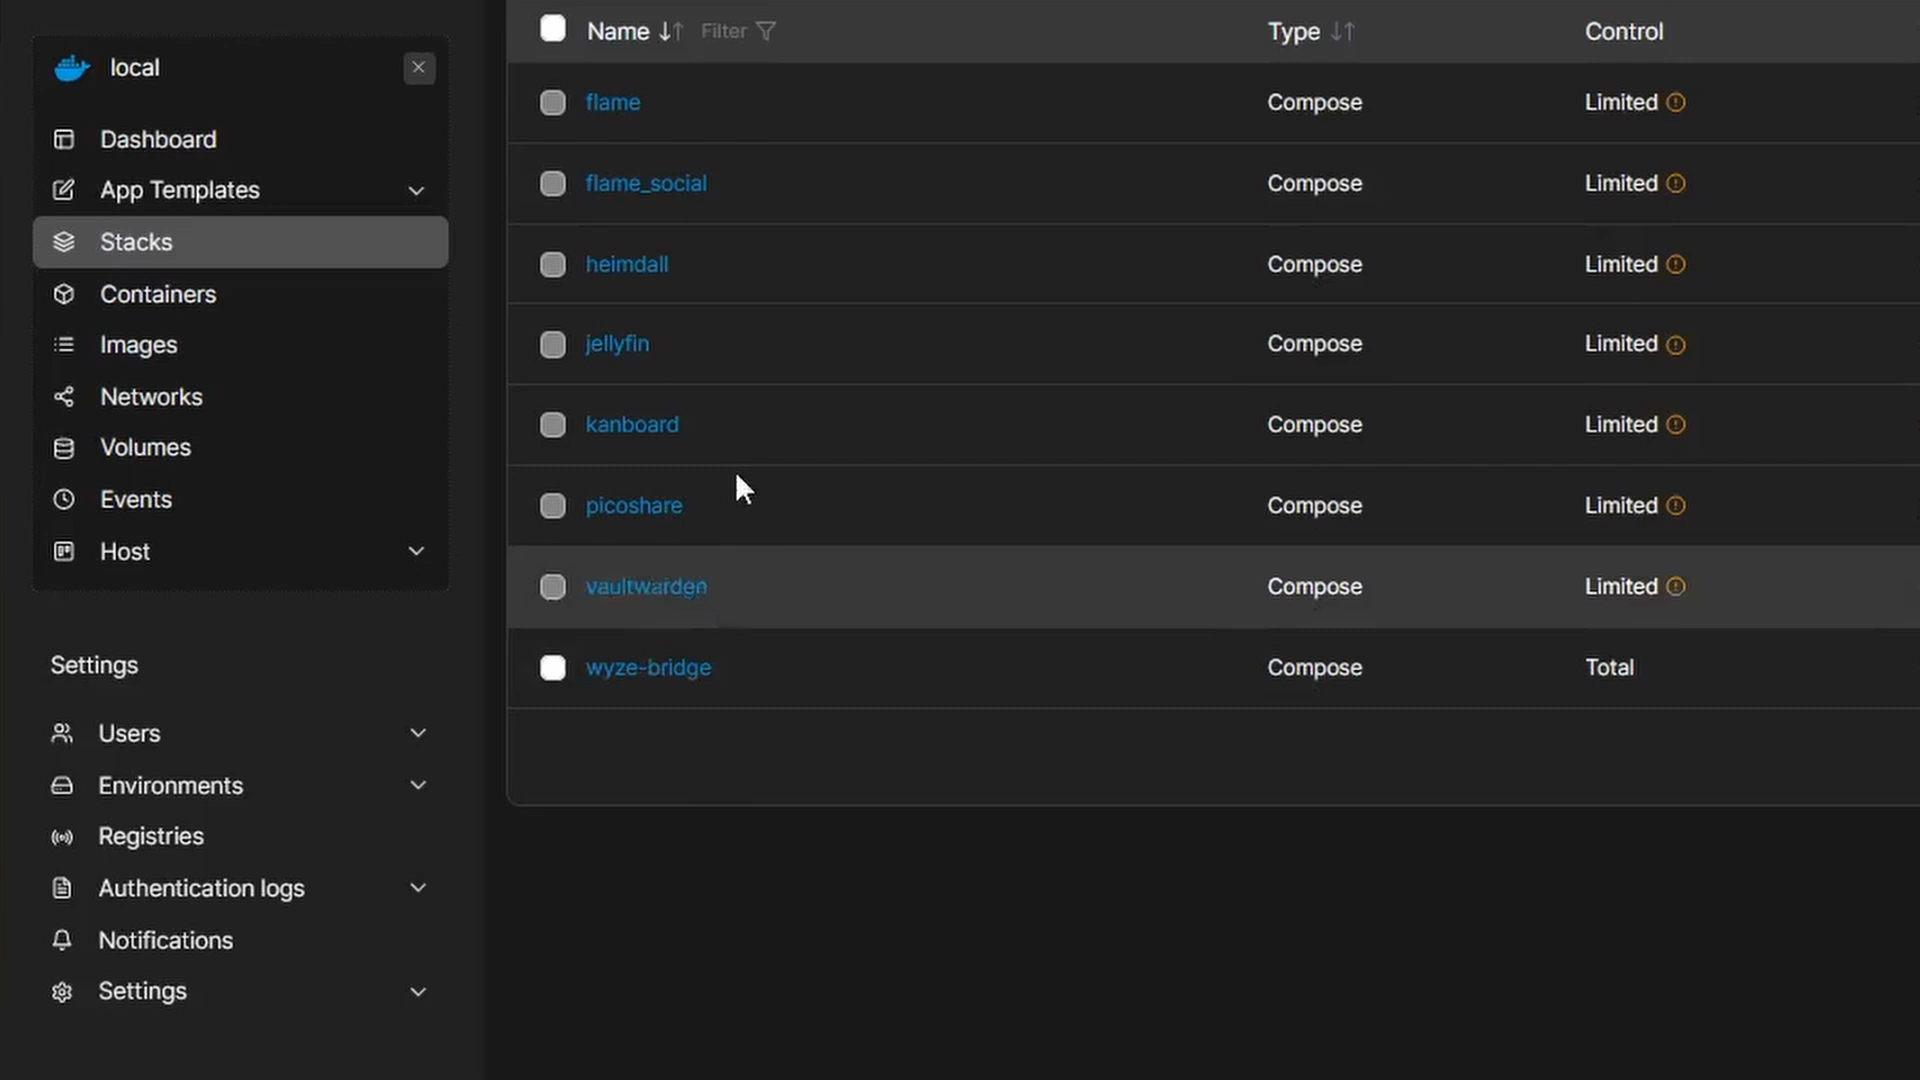 local
Dashboard
App Templates
Stacks
Containers
Images
Networks
Volumes
Events
Host
Settings
Users
Environments
Registries
Authentication logs
Notifications
Settings
Name Filter Type Control
flame Compose Limited
flame_social Compose Limited
heimdall Compose Limited
jellyfin Compose Limited
kanboard Compose Limited
picoshare Compose Limited
vaultwarden Compose Limited
wyze-bridge Compose Total